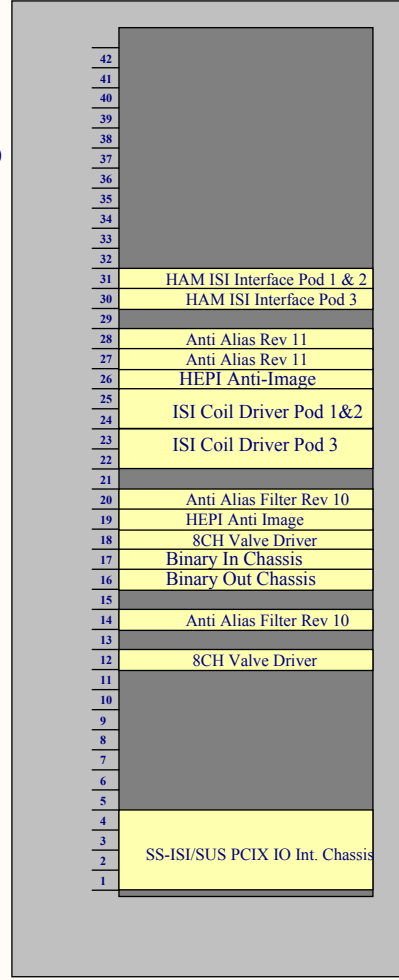 )
42
41
40
39
38
37
36
35
34
33
32
31 HAM ISI Interface Pod 1 & 2
30 HAM ISI Interface Pod 3
29
28 Anti Alias Rev 11
27 Anti Alias Rev 11
26 HEPI Anti-Image
25
24 ISI Coil Driver Pod 1&2
23 ISI Coil Driver Pod 3
22
21
20 Anti Alias Filter Rev 10
19 HEPI Anti Image
18 8CH Valve Driver
17 Binary In Chassis
16 Binary Out Chassis
15
14 Anti Alias Filter Rev 10
13
12 8CH Valve Driver
11
10
9
8
7
6
5
4
3
2 SS-ISI/SUS PCIX IO Int. Chassis
1